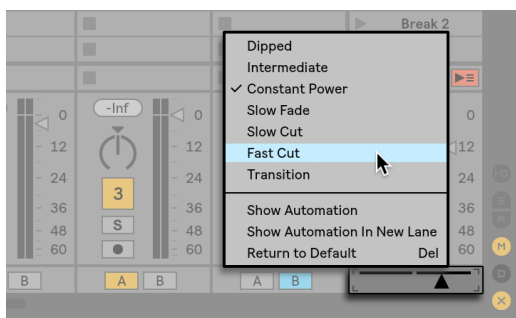 Break 2
Dipped
Intermediate
✓ Constant Power
Slow Fade
Slow Cut
Fast Cut
Transition
Show Automation
Show Automation In New Lane
Return to Default Del
-Inf
0 0 0
12 12 12
24 24 24
36 36 36
48 48 48
60 60 60
3
S
S
R
M
D
X
B A B A B